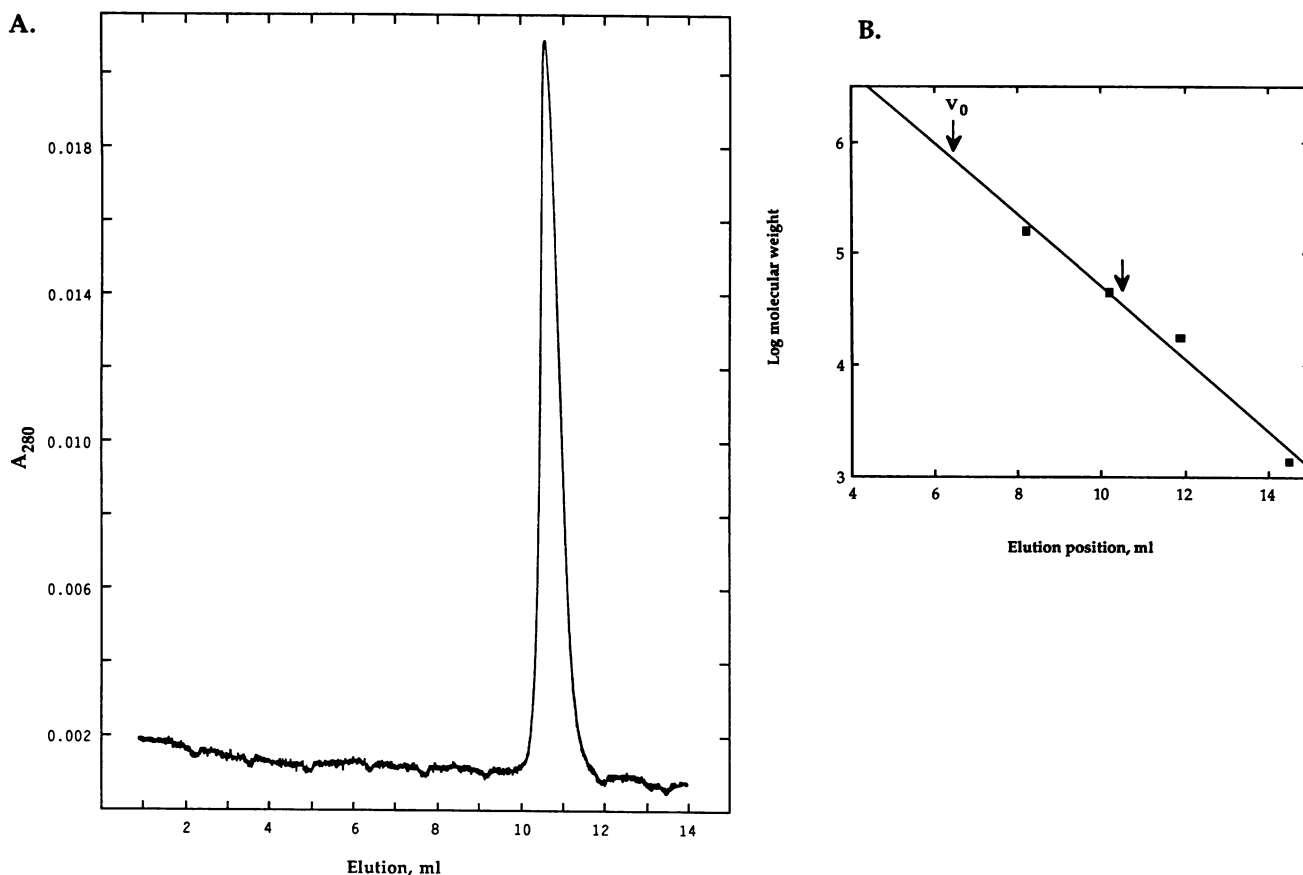 A.
0.018
0.014
0.010
0.006
0.002
A280
2 4 6 8 10 12 14
Elution, ml
B.
V0
6
5
4
3
Log molecular weight
4 6 8 10 12 14
Elution position, ml